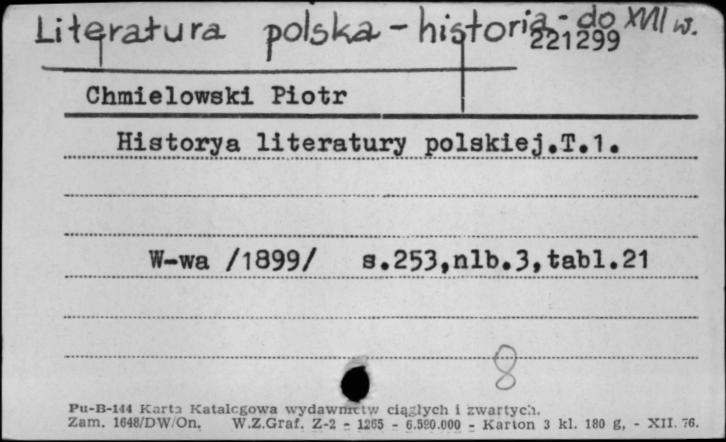 Literatura polska - historia - do XVIII w.
221299
Chmielowski Piotr
Historya literatury polskiej.T.1.
W-wa /1899/ s.253,nlb.3,tabl.21
8
Pu-B-144 Karta Katalogowa wydawnictw ciągłych i zwartych.
Zam. 1648/DW/On. W.Z.Graf. Z-2 - 1265 - 6.580.000 - Karton 3 kl. 180 g, - XII. 76.